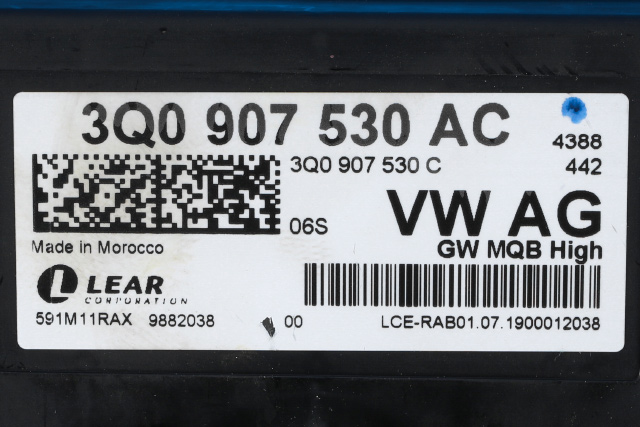 3Q0 907 530 AC
4388
3Q0 907 530 C
442
06S
VW AG
GW MQB High
Made in Morocco
LEAR
CORPORATION
591M11RAX 9882038
00
LCE-RAB01.07.1900012038